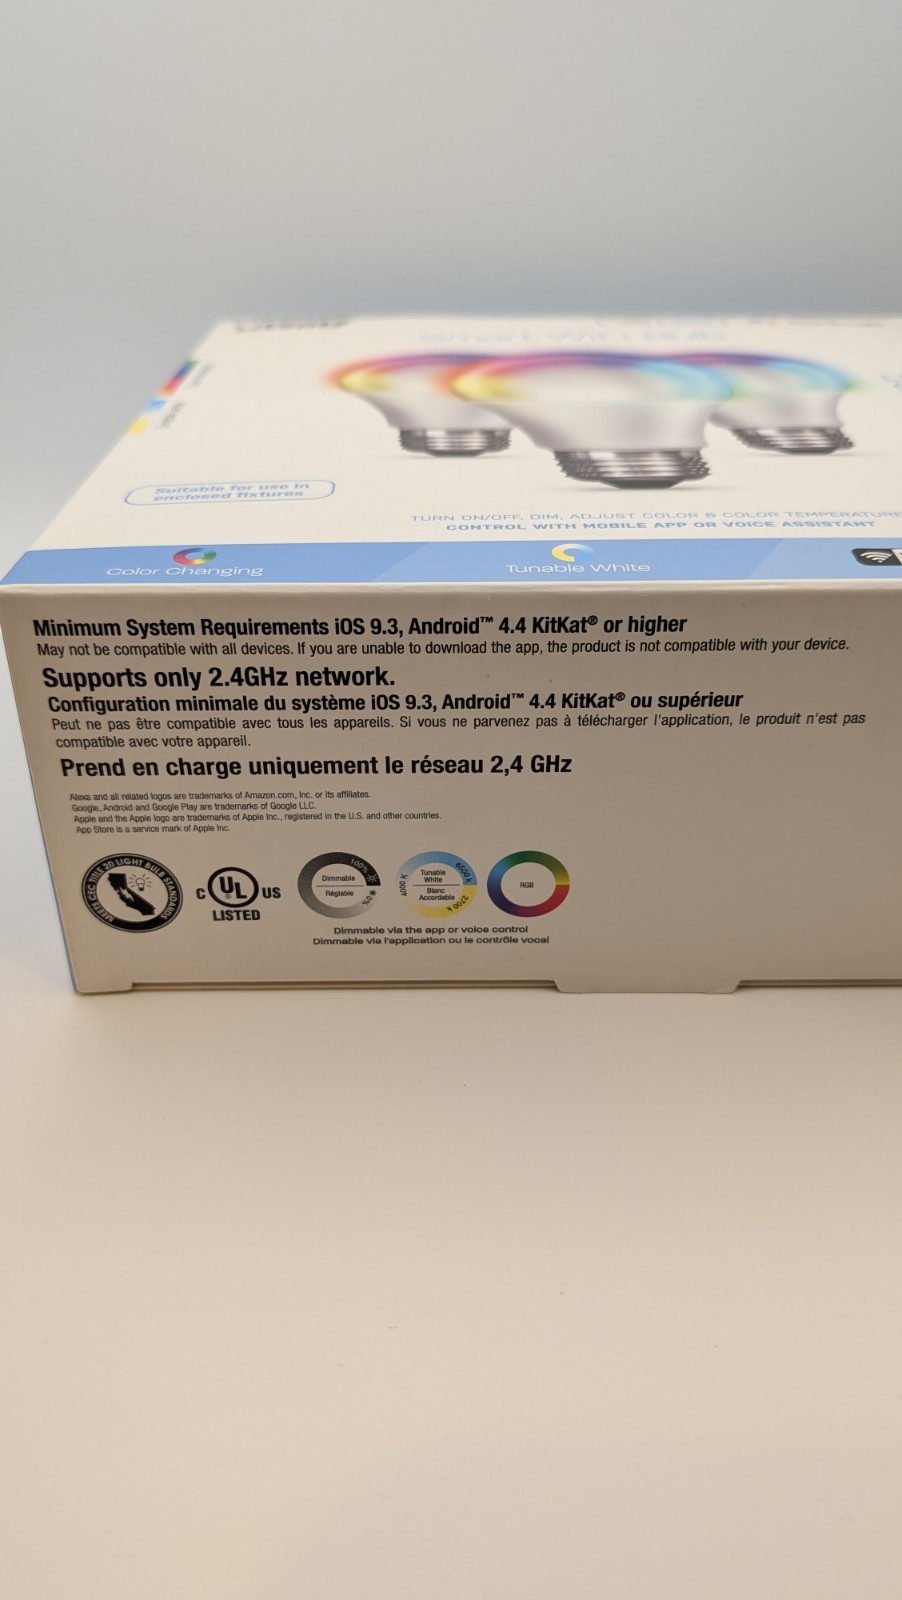 Suitable for use in
enclosed fixtures
TURN ON/OFF, DIM, ADJUST COLOR & COLOR TEMPERATURE
CONTROL WITH MOBILE APP OR VOICE ASSISTANT
Color Changing
Tunable White
Minimum System Requirements iOS 9.3, Android™ 4.4 KitKat® or higher
May not be compatible with all devices. If you are unable to download the app, the product is not compatible with your device.
Supports only 2.4GHz network.
Configuration minimale du système iOS 9.3, Android™ 4.4 KitKat® ou supérieur
Peut ne pas être compatible avec tous les appareils. Si vous ne parvenez pas à télécharger l'application, le produit n'est pas
compatible avec votre appareil.
Prend en charge uniquement le réseau 2,4 GHz
Alexa and all related logos are trademarks of Amazon.com, Inc. or its affiliates.
Google, Android and Google Play are trademarks of Google LLC.
Apple and the Apple logo are trademarks of Apple Inc., registered in the U.S. and other countries.
App Store is a service mark of Apple Inc.
MEETS CEC TITLE 20 LIGHT BULB STANDARDS
C UL US
LISTED
100%
Dimmable
Réglable
0%
Tunable
White
Blanc
Accordable
6500 K
4000 K
2700 K
RGB
Dimmable via the app or voice control
Dimmable via l'application ou le contrôle vocal